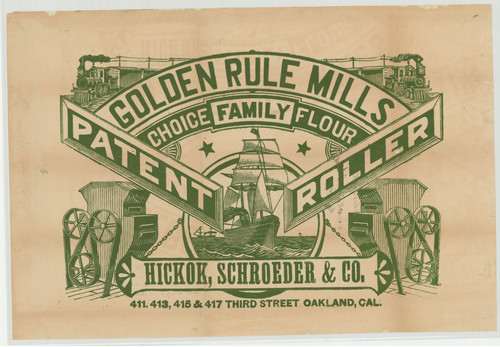 GOLDEN RULE MILLS
CHOICE FAMILY FLOUR
PATENT ROLLER
HICKOK, SCHROEDER & CO.
411. 413, 415 & 417 THIRD STREET OAKLAND, CAL.